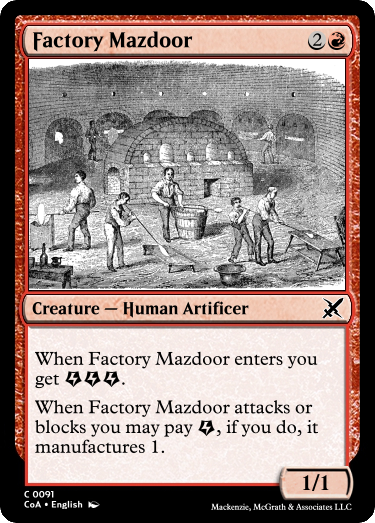 Factory Mazdoor 2
Creature — Human Artificer
When Factory Mazdoor enters you
get
When Factory Mazdoor attacks or
blocks you may pay , if you do, it
manufactures 1.
1/1
C 0091
CoA • English
Mackenzie, McGrath & Associates LLC